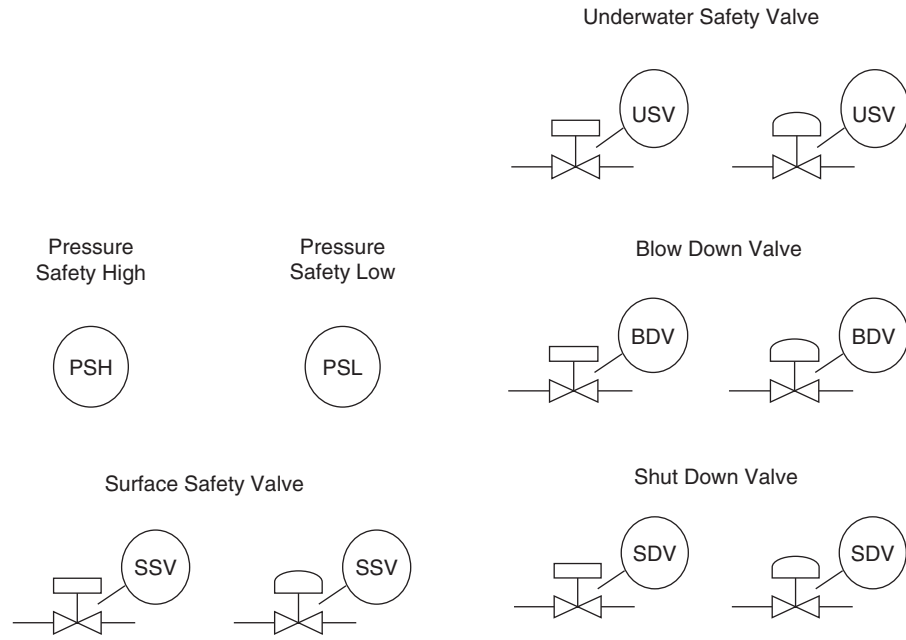 Underwater Safety Valve
USV
USV
Pressure
Safety High
Pressure
Safety Low
Blow Down Valve
PSH
PSL
BDV
BDV
Surface Safety Valve
Shut Down Valve
SSV
SSV
SDV
SDV